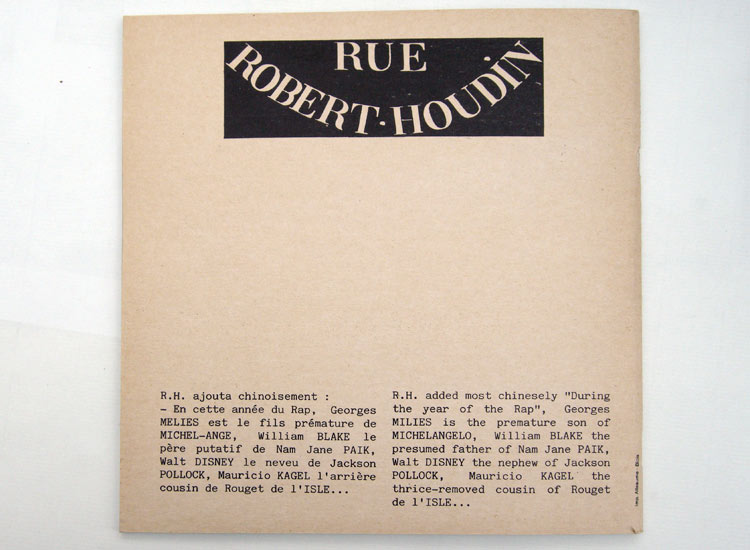 RUE
ROBERT·HOUDIN
R.H. ajouta chinoisement :
- En cette année du Rap, Georges
MELIES est le fils prémature de
MICHEL-ANGE, William BLAKE le
père putatif de Nam Jane PAIK,
Walt DISNEY le neveu de Jackson
POLLOCK, Mauricio KAGEL l'arrière
cousin de Rouget de l'ISLE...
R.H. added most chinesely "During
the year of the Rap", Georges
MILIES is the premature son of
MICHELANGELO, William BLAKE the
presumed father of Nam Jane PAIK,
Walt DISNEY the nephew of Jackson
POLLOCK, Mauricio KAGEL the
thrice-removed cousin of Rouget
de l'ISLE...